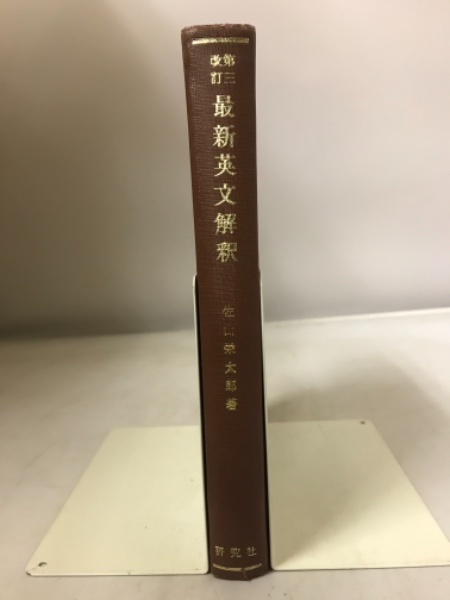 第三
改訂
最新英文解釈
佐山栄太郎著
研究社